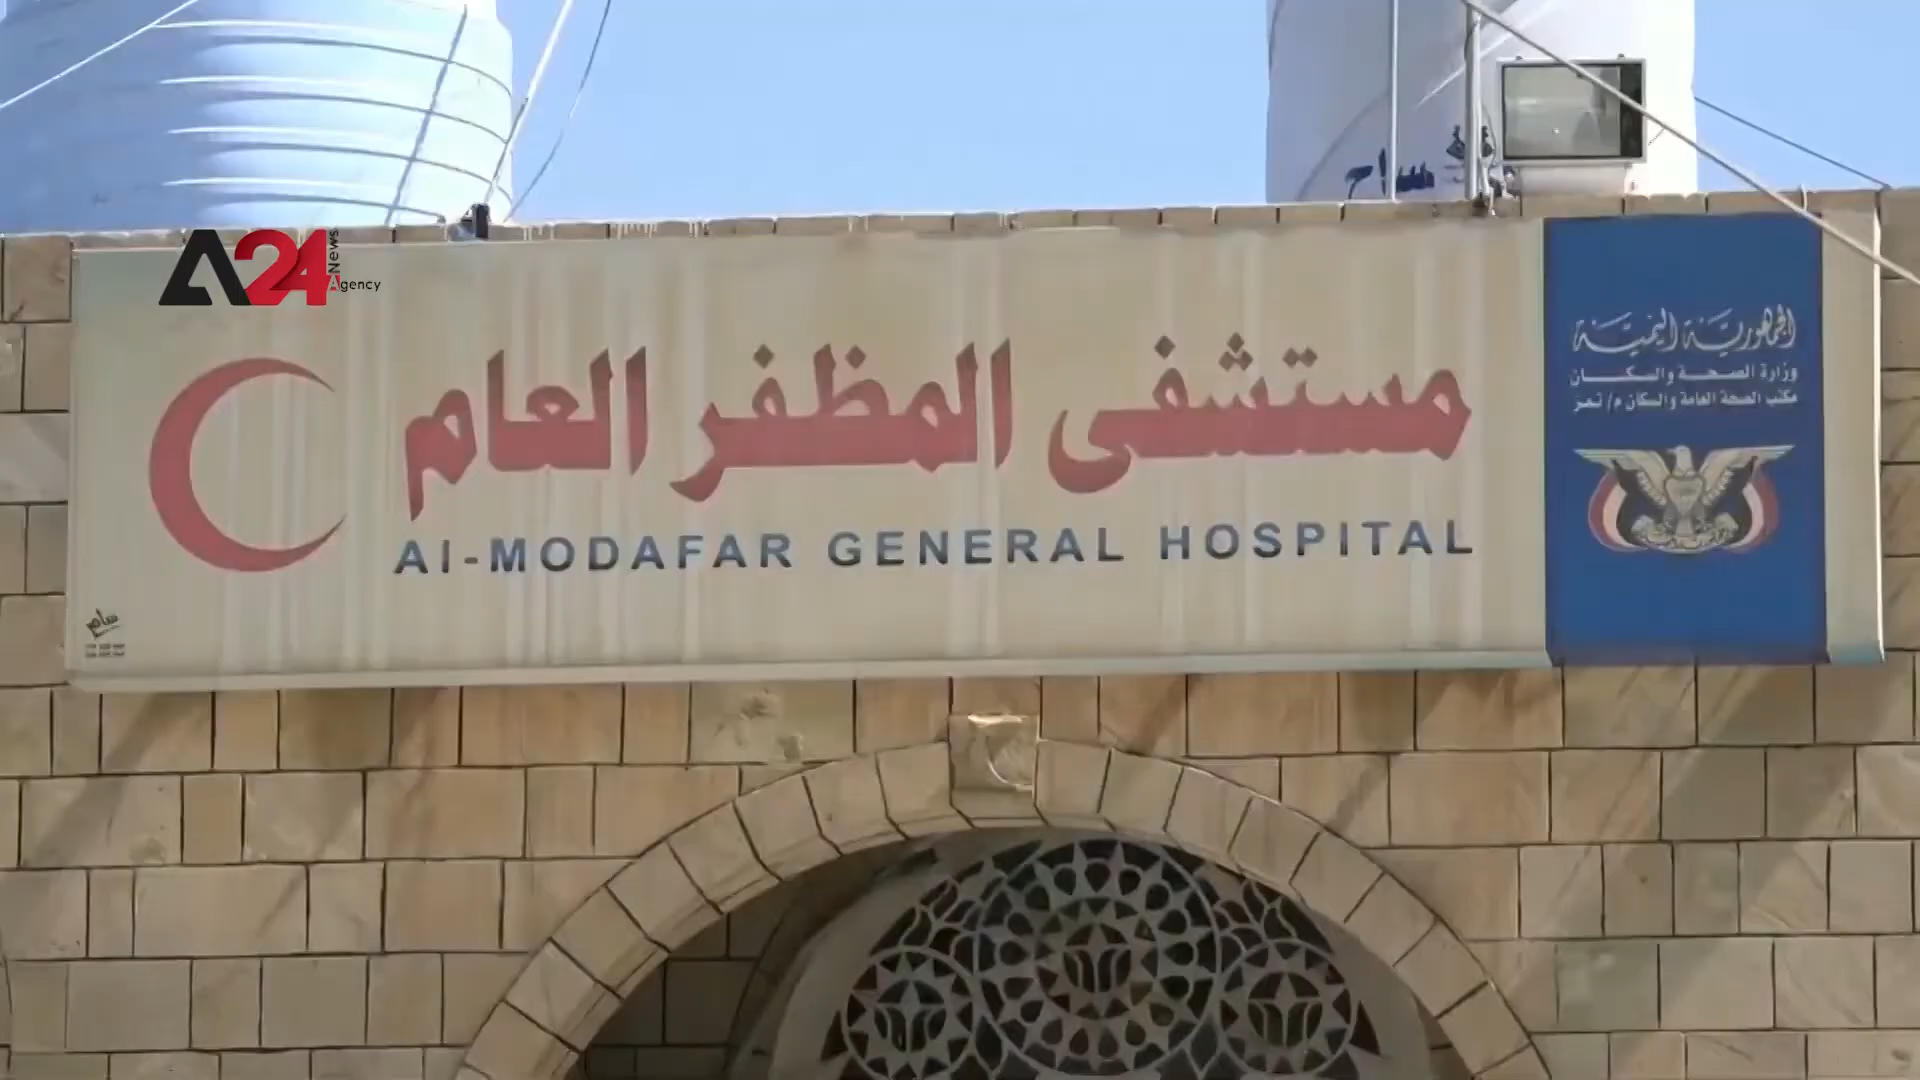 A24 News Agency
مستشفى المظفر العام
Al-MODAFAR GENERAL HOSPITAL
الجمهورية اليمنية
وزارة الصحة والسكان
مكتب الصحة العامة والسكان م/ تعز